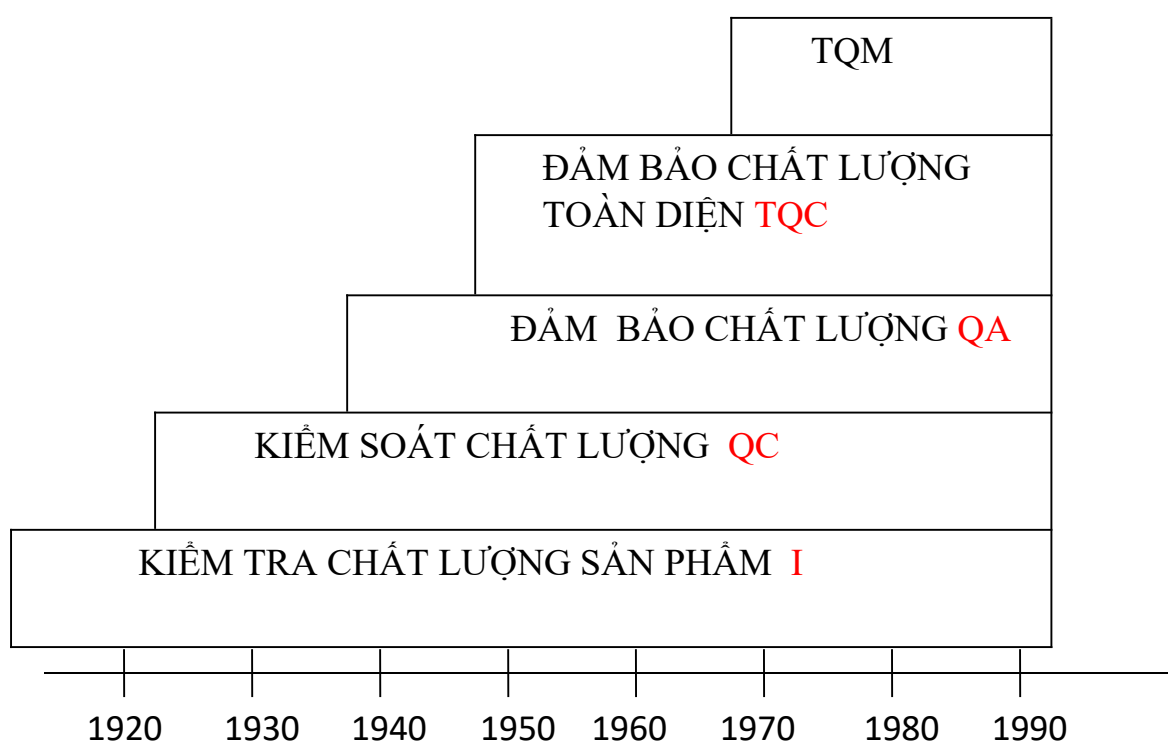 TQM
ĐẢM BẢO CHẤT LƯỢNG
TOÀN DIỆN TQC
ĐẢM BẢO CHẤT LƯỢNG QA
KIỂM SOÁT CHẤT LƯỢNG QC
KIỂM TRA CHẤT LƯỢNG SẢN PHẨM I
1920 1930 1940 1950 1960 1970 1980 1990